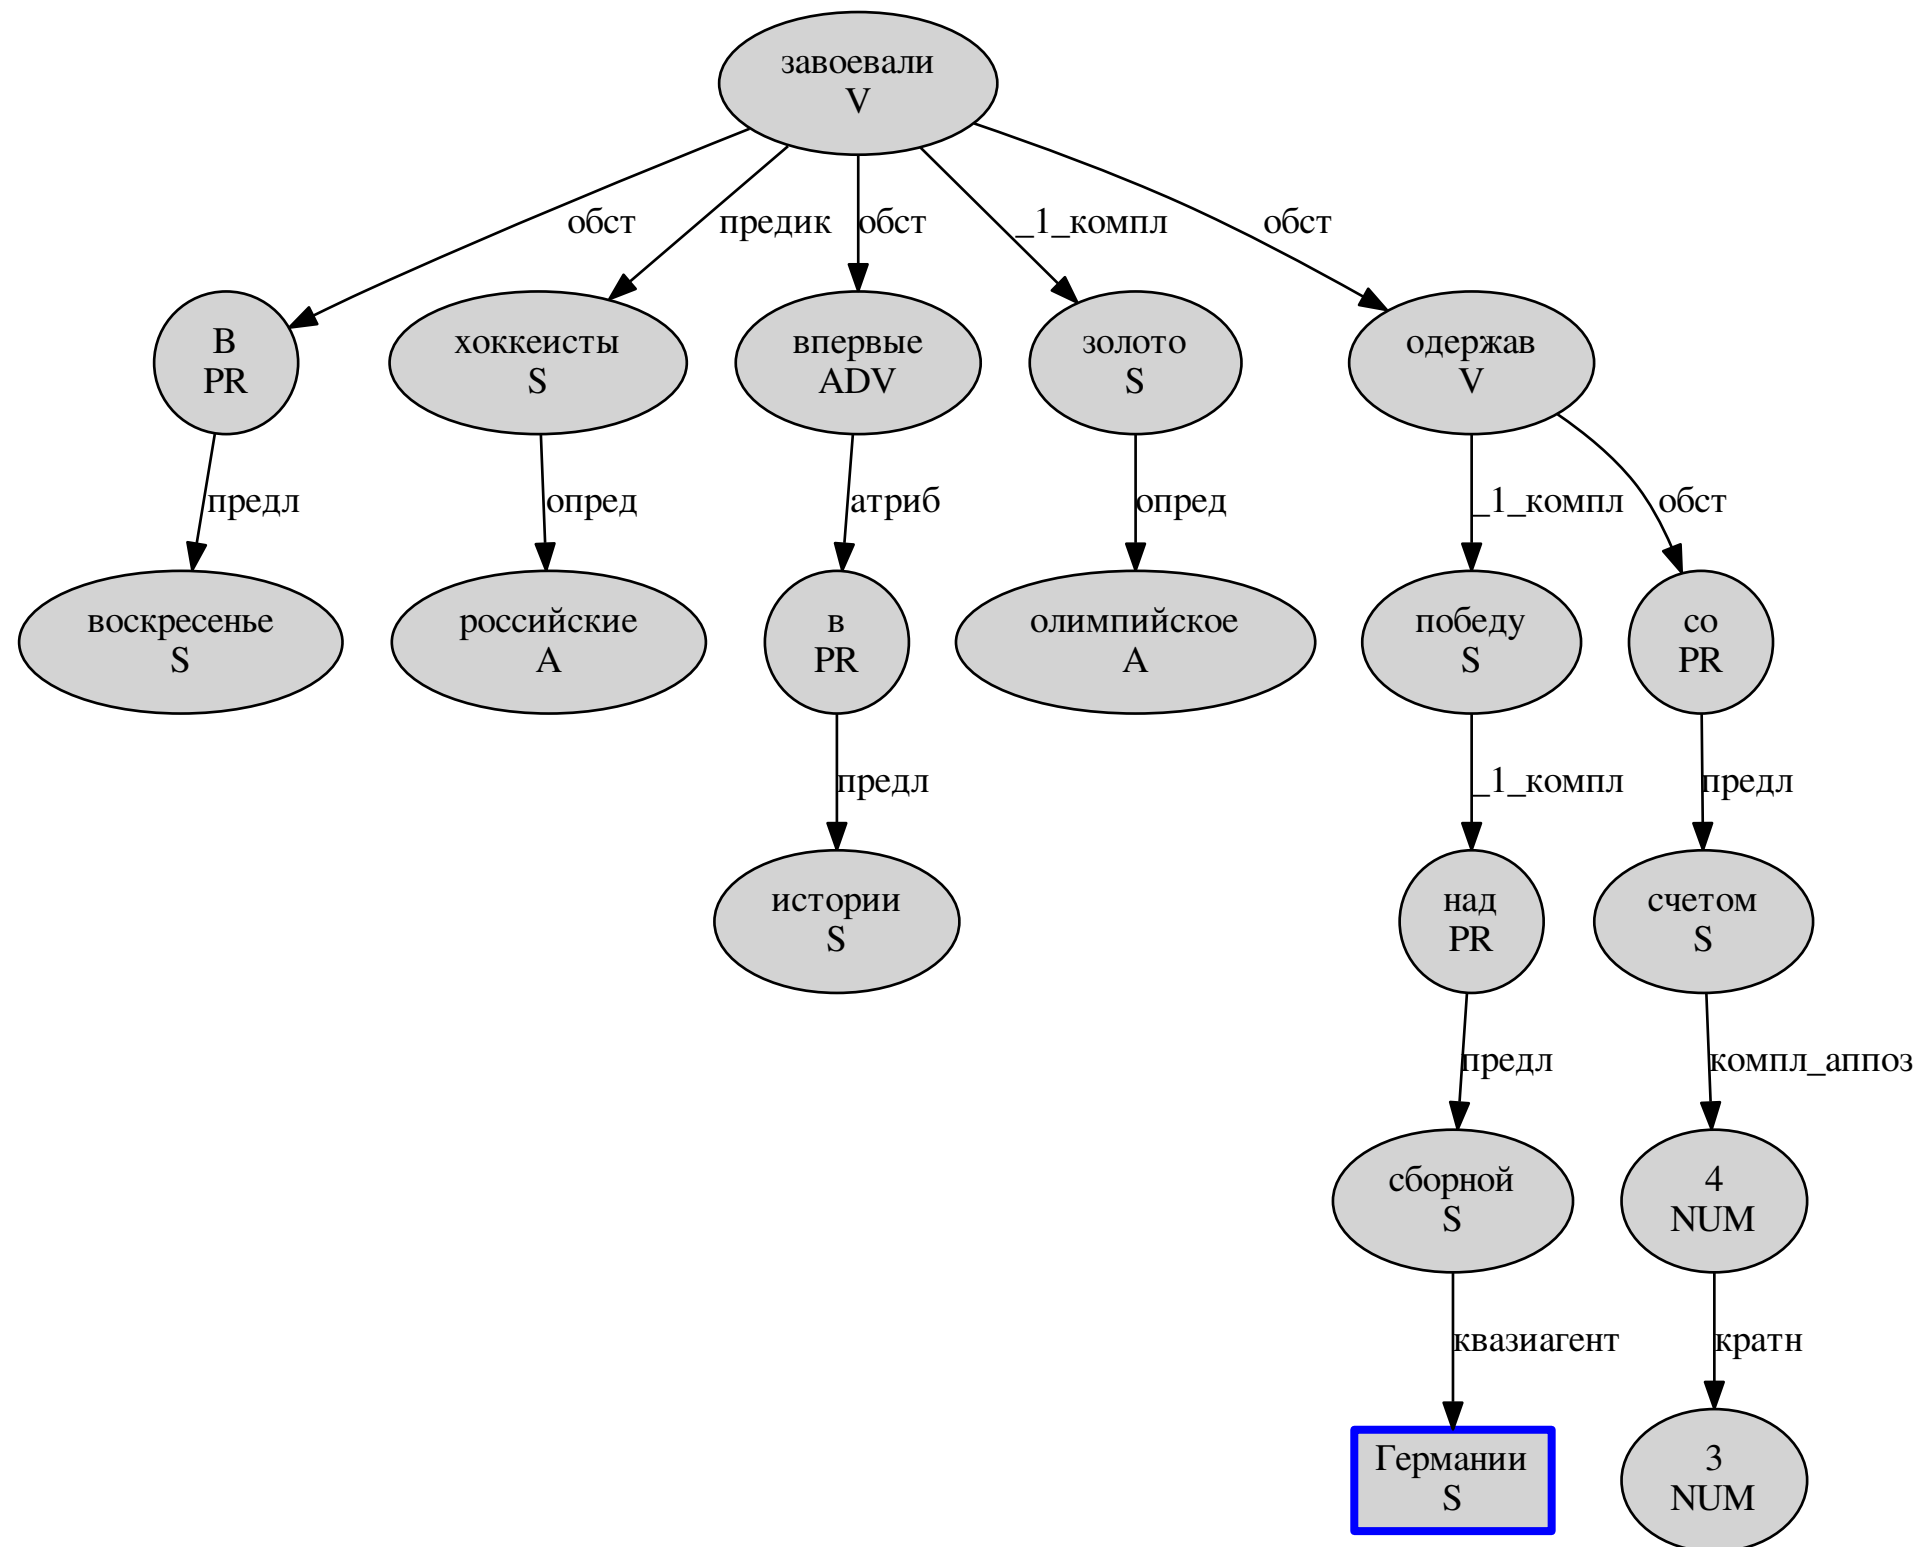 завоевали
V
обст
предик
обст
_1_компл
обст
В
PR
хоккеисты
S
впервые
ADV
золото
S
одержав
V
предл
опред
атриб
опред
_1_компл
обст
воскресенье
S
российские
A
в
PR
олимпийское
A
победу
S
со
PR
предл
_1_компл
предл
истории
S
над
PR
счетом
S
предл
компл_аппоз
сборной
S
4
NUM
квазиагент
кратн
Германии
S
3
NUM